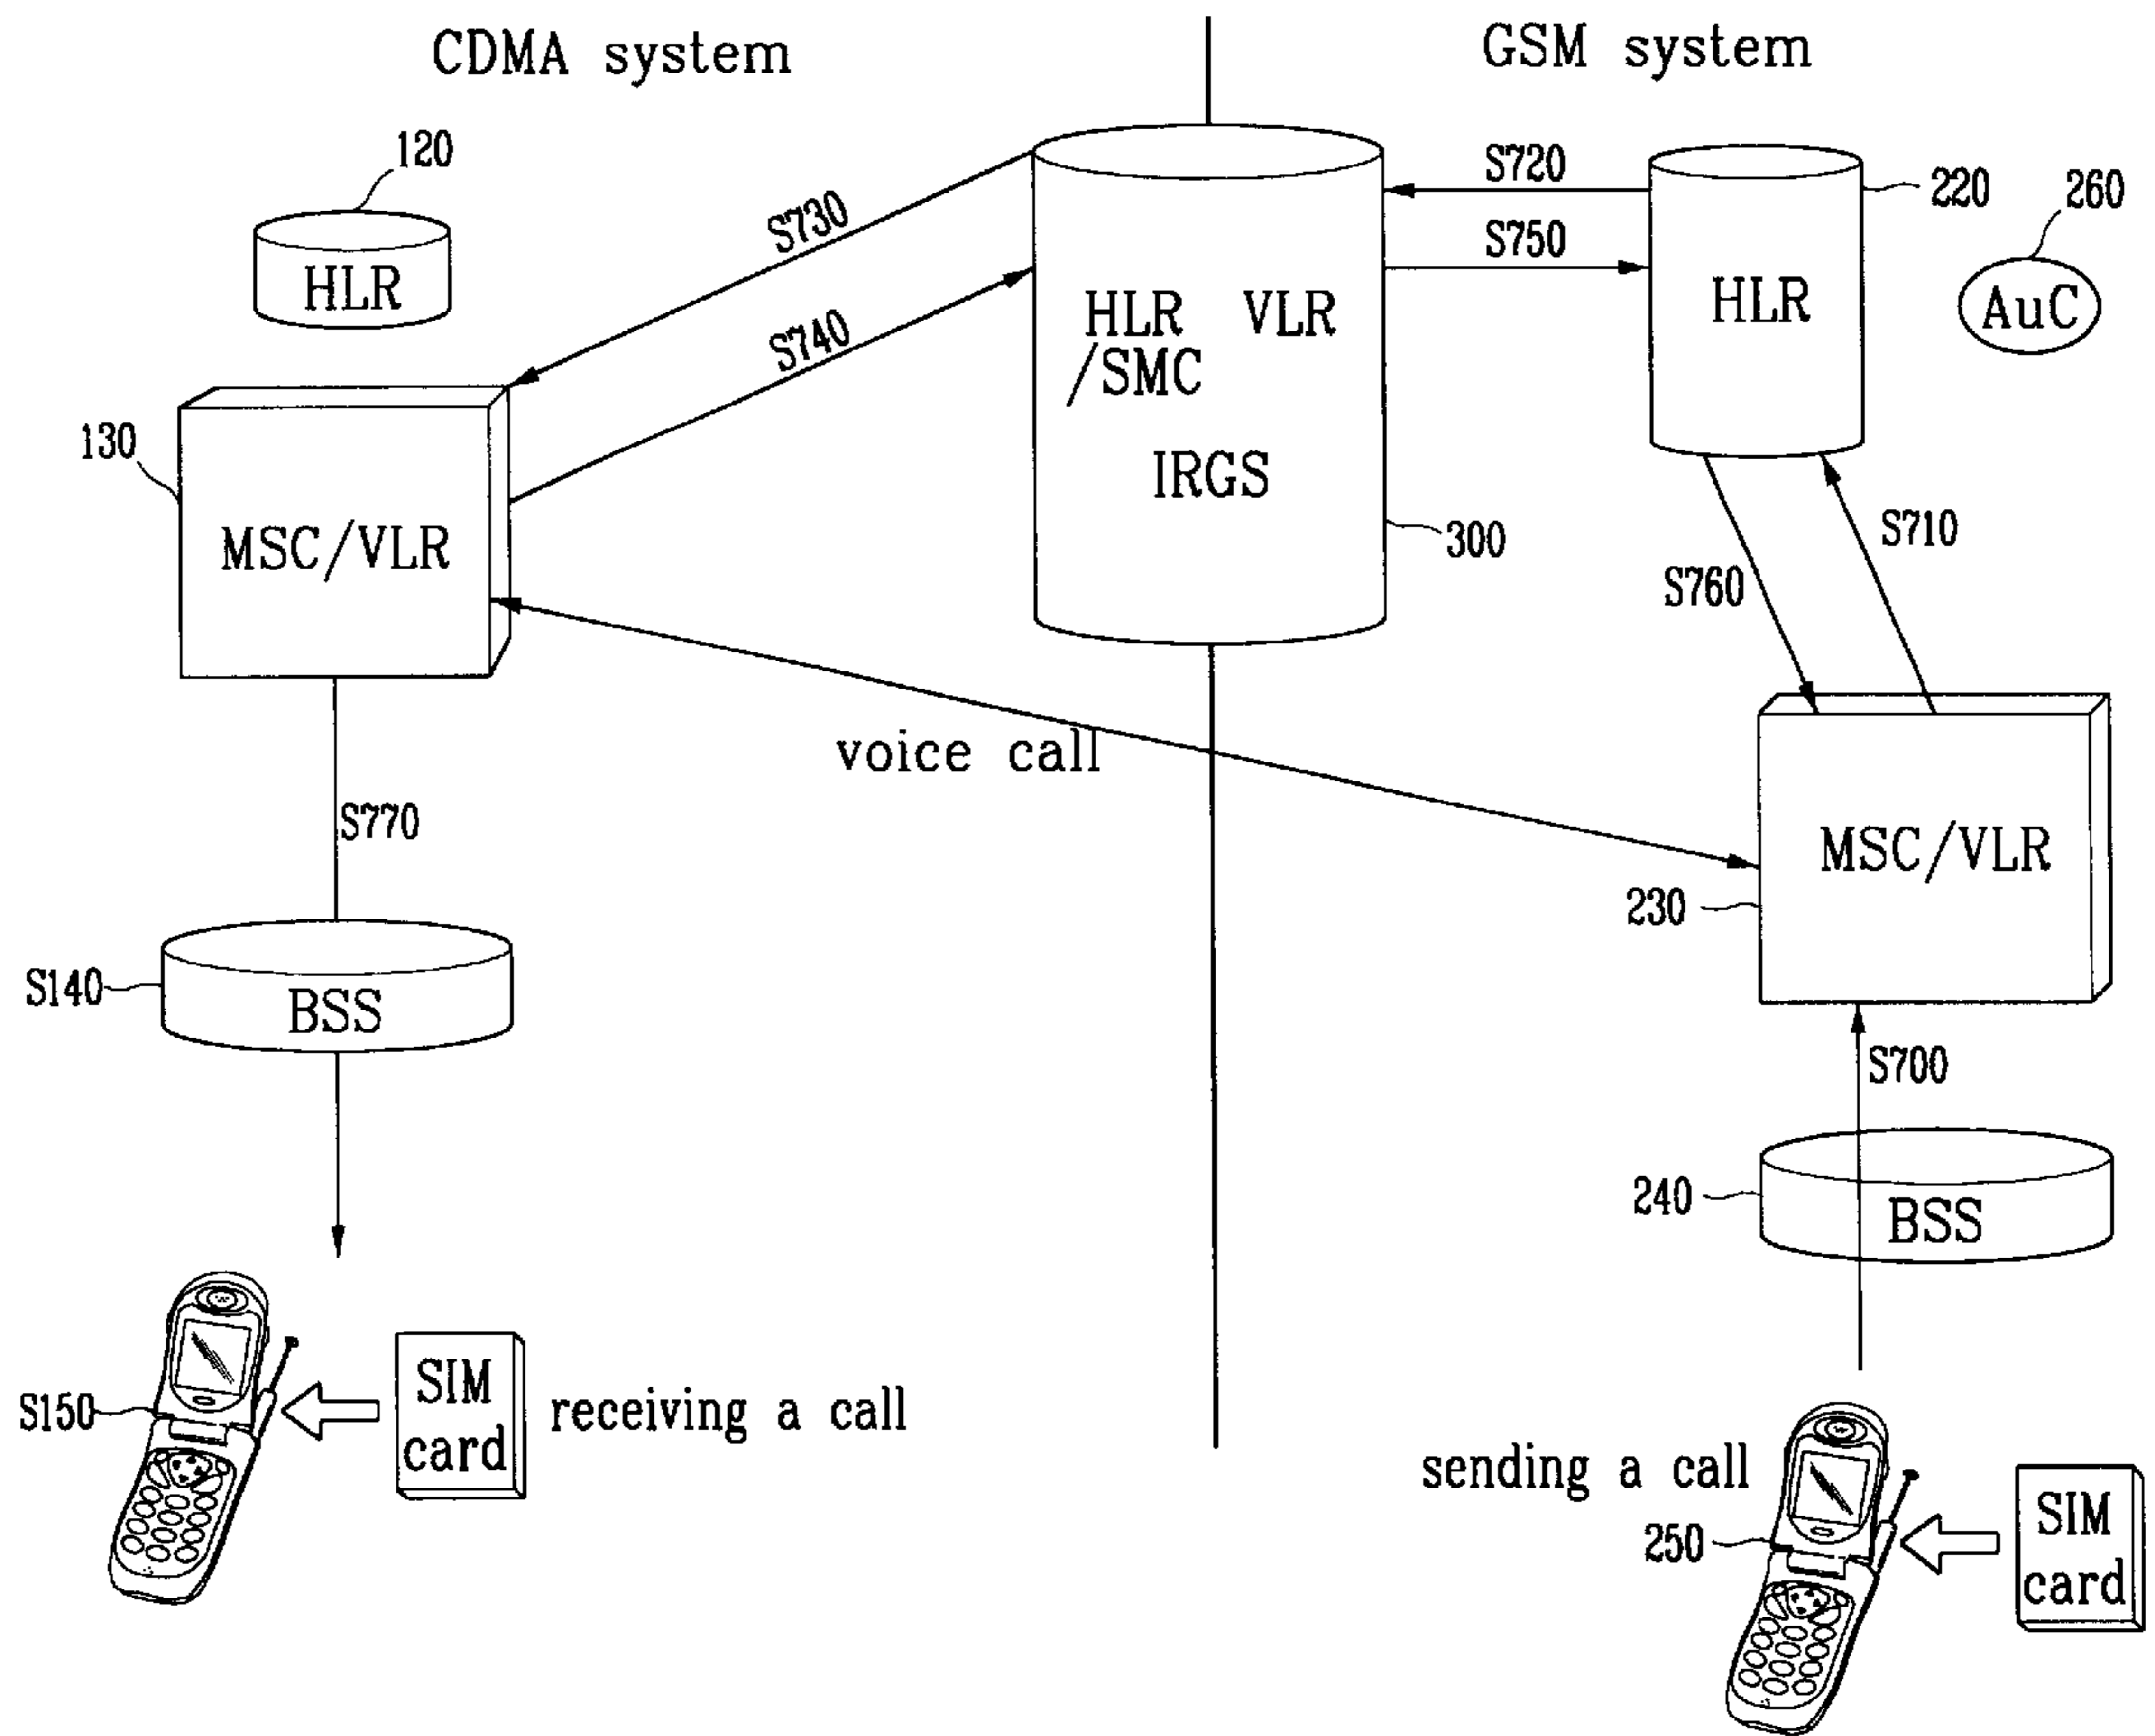 CDMA system
GSM system
120
HLR
S730
S740
S720
S750
220
260
HLR
AuC
HLR VLR
/SMC
IRGS
300
130
MSC/VLR
S710
S760
voice call
MSC/VLR
230
S770
S140
BSS
S700
240
BSS
S150
SIM
card
receiving a call
sending a call
250
SIM
card